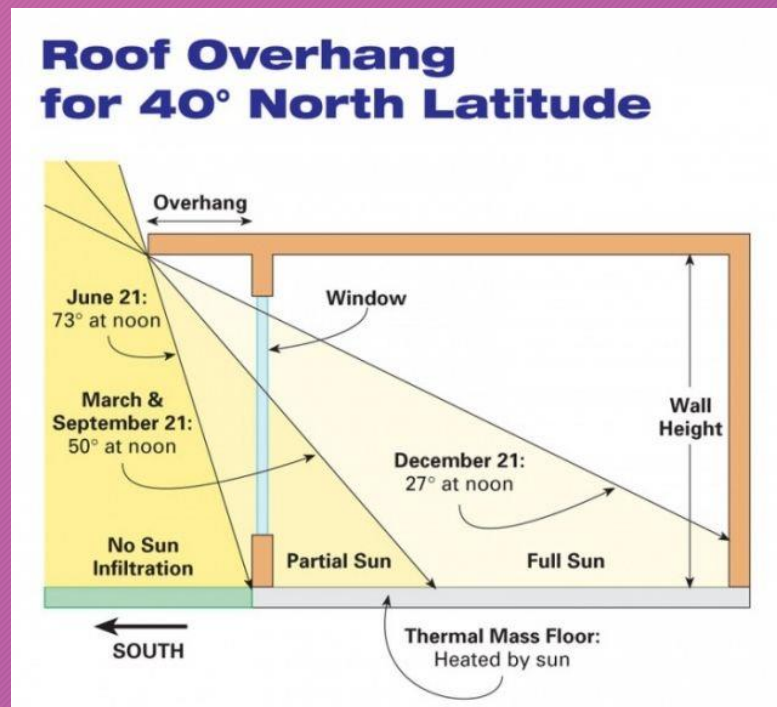 Roof Overhang
for 40° North Latitude
Overhang
June 21:
73° at noon
Window
March &
September 21:
50° at noon
Wall
Height
December 21:
27° at noon
No Sun
Infiltration
Partial Sun
Full Sun
SOUTH
Thermal Mass Floor:
Heated by sun